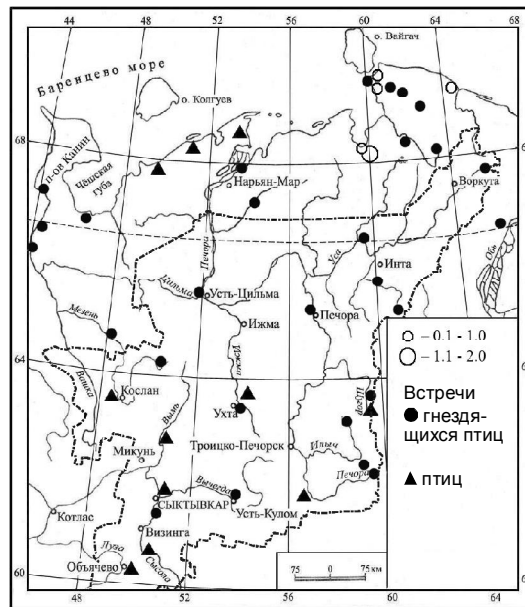 44 48 52 56 60 64 68
о. Вайгач
Баренцево море
о. Колгуев
68
п-ов Канин
Чёшская
губа
Нарьян-Мар
Воркута
Печора
Уса
Обь
Инта
Цильма
Усть-Цильма
Мезень
Ижма
Печора
64
Вашка
Кослан
Вымь
Ижма
Ухта
Щугор
Микунь
Троицко-Печорск
Илыч
Печора
Вычегда
СЫКТЫВКАР
Усть-Кулом
Котлас
Визинга
Луза
Объячево
Сысола
60
75 0 75 км
48 52 56 60 64
– 0.1 - 1.0
– 1.1 - 2.0
Встречи
гнездя-
щихся птиц
птиц